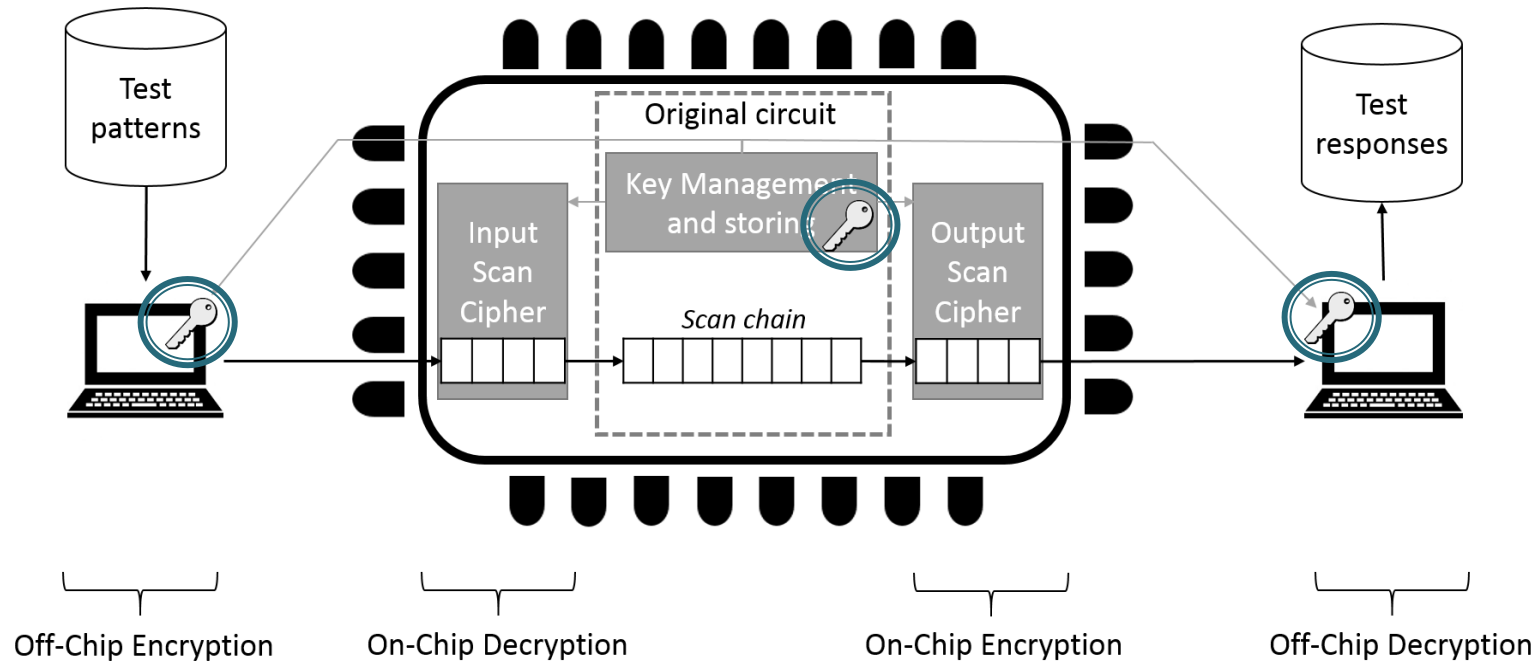 Test
patterns
Original circuit
Test
responses
Key Management
and storing
Input
Scan
Cipher
Output
Scan
Cipher
Scan chain
Off-Chip Encryption
On-Chip Decryption
On-Chip Encryption
Off-Chip Decryption